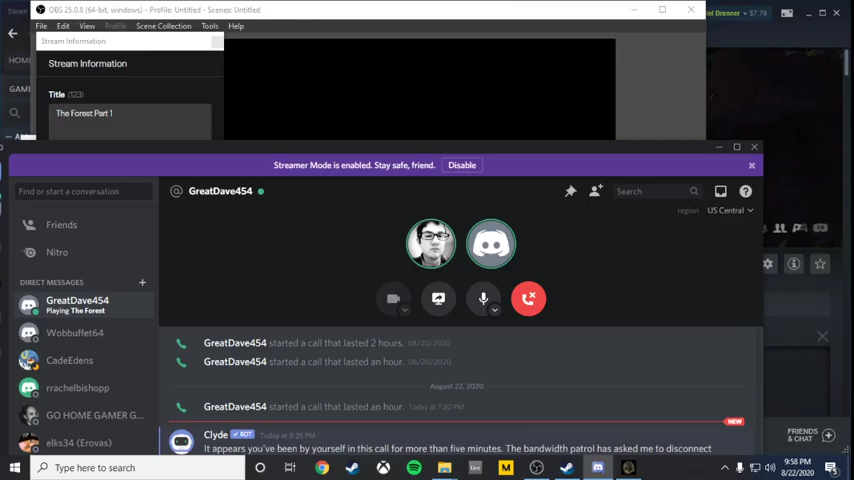 OBS 25.0.8 (64-bit, windows) - Profile: Untitled - Scenes: Untitled
File Edit View Profile Scene Collection Tools Help
Stream Information
Stream Information
Title (123)
The Forest Part 1
$7.79
Streamer Mode is enabled. Stay safe, friend. Disable
Find or start a conversation
GreatDave454
Search
region US Central
Friends
Nitro
DIRECT MESSAGES
GreatDave454
Playing The Forest
Wobbuffet64
CadeEdens
rrachelbishopp
GO HOME GAMER G...
elks34 (Erovas)
GreatDave454 started a call that lasted 2 hours. 08/20/2020
GreatDave454 started a call that lasted an hour. 08/20/2020
August 22, 2020
GreatDave454 started a call that lasted an hour. Today at 7:20 PM
NEW
Clyde BOT Today at 8:25 PM
It appears you've been by yourself in this call for more than five minutes. The bandwidth patrol has asked me to disconnect
FRIENDS
& CHAT
Type here to search
9:58 PM
8/22/2020